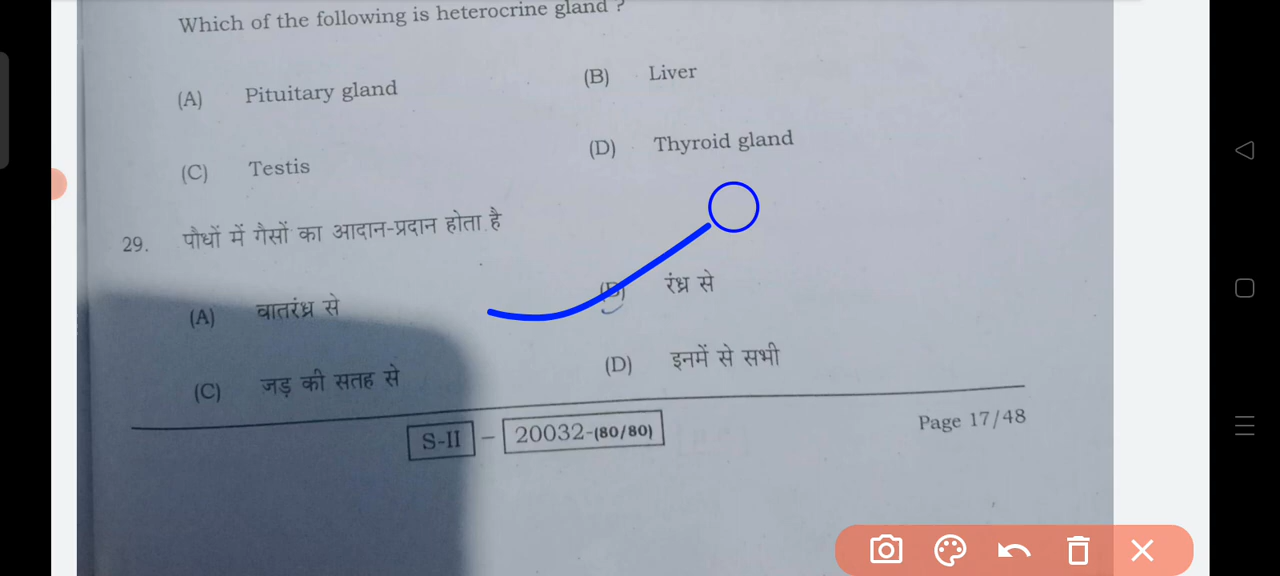 Which of the following is heterocrine gland ?
(A) Pituitary gland (B) Liver
(C) Testis (D) Thyroid gland
29. पौधों में गैसों का आदान-प्रदान होता है
(A) वातरंध्र से (B) रंध्र से
(C) जड़ की सतह से (D) इनमें से सभी
S-II – 20032-(80/80) Page 17/48